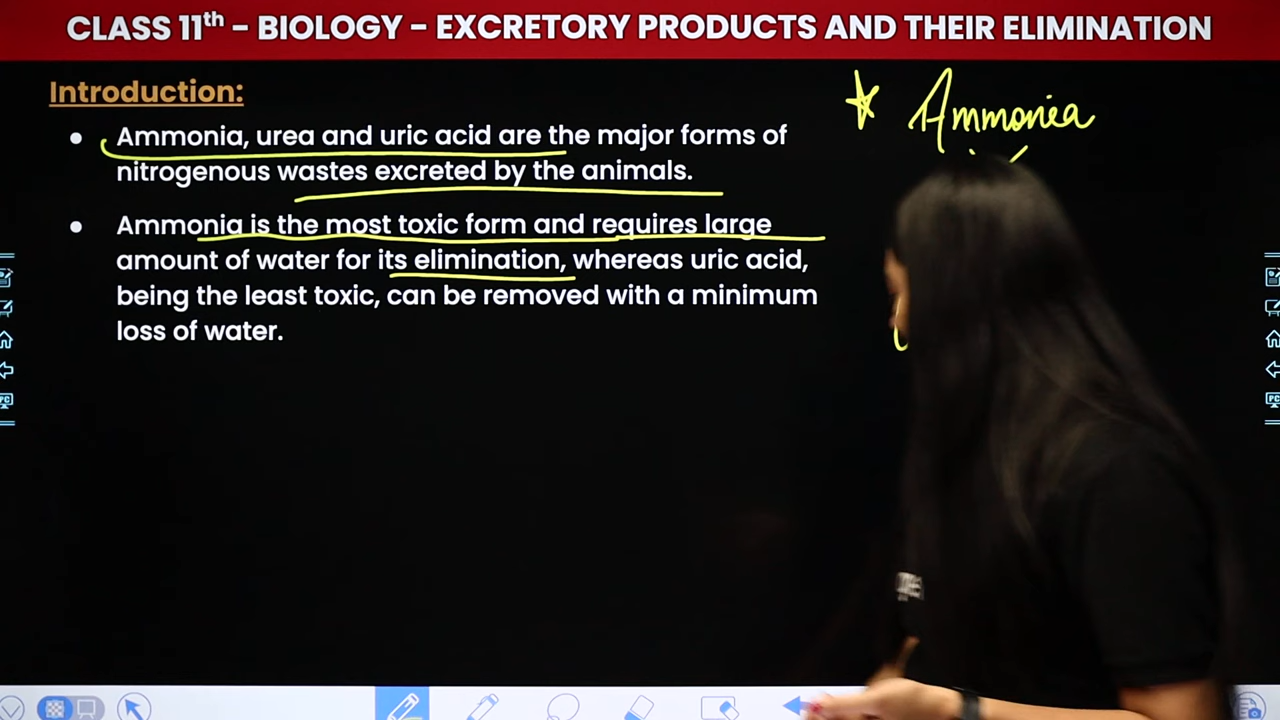 CLASS 11th – BIOLOGY – EXCRETORY PRODUCTS AND THEIR ELIMINATION
Introduction:
Ammonia
• Ammonia, urea and uric acid are the major forms of
nitrogenous wastes excreted by the animals.
• Ammonia is the most toxic form and requires large
amount of water for its elimination, whereas uric acid,
being the least toxic, can be removed with a minimum
loss of water.